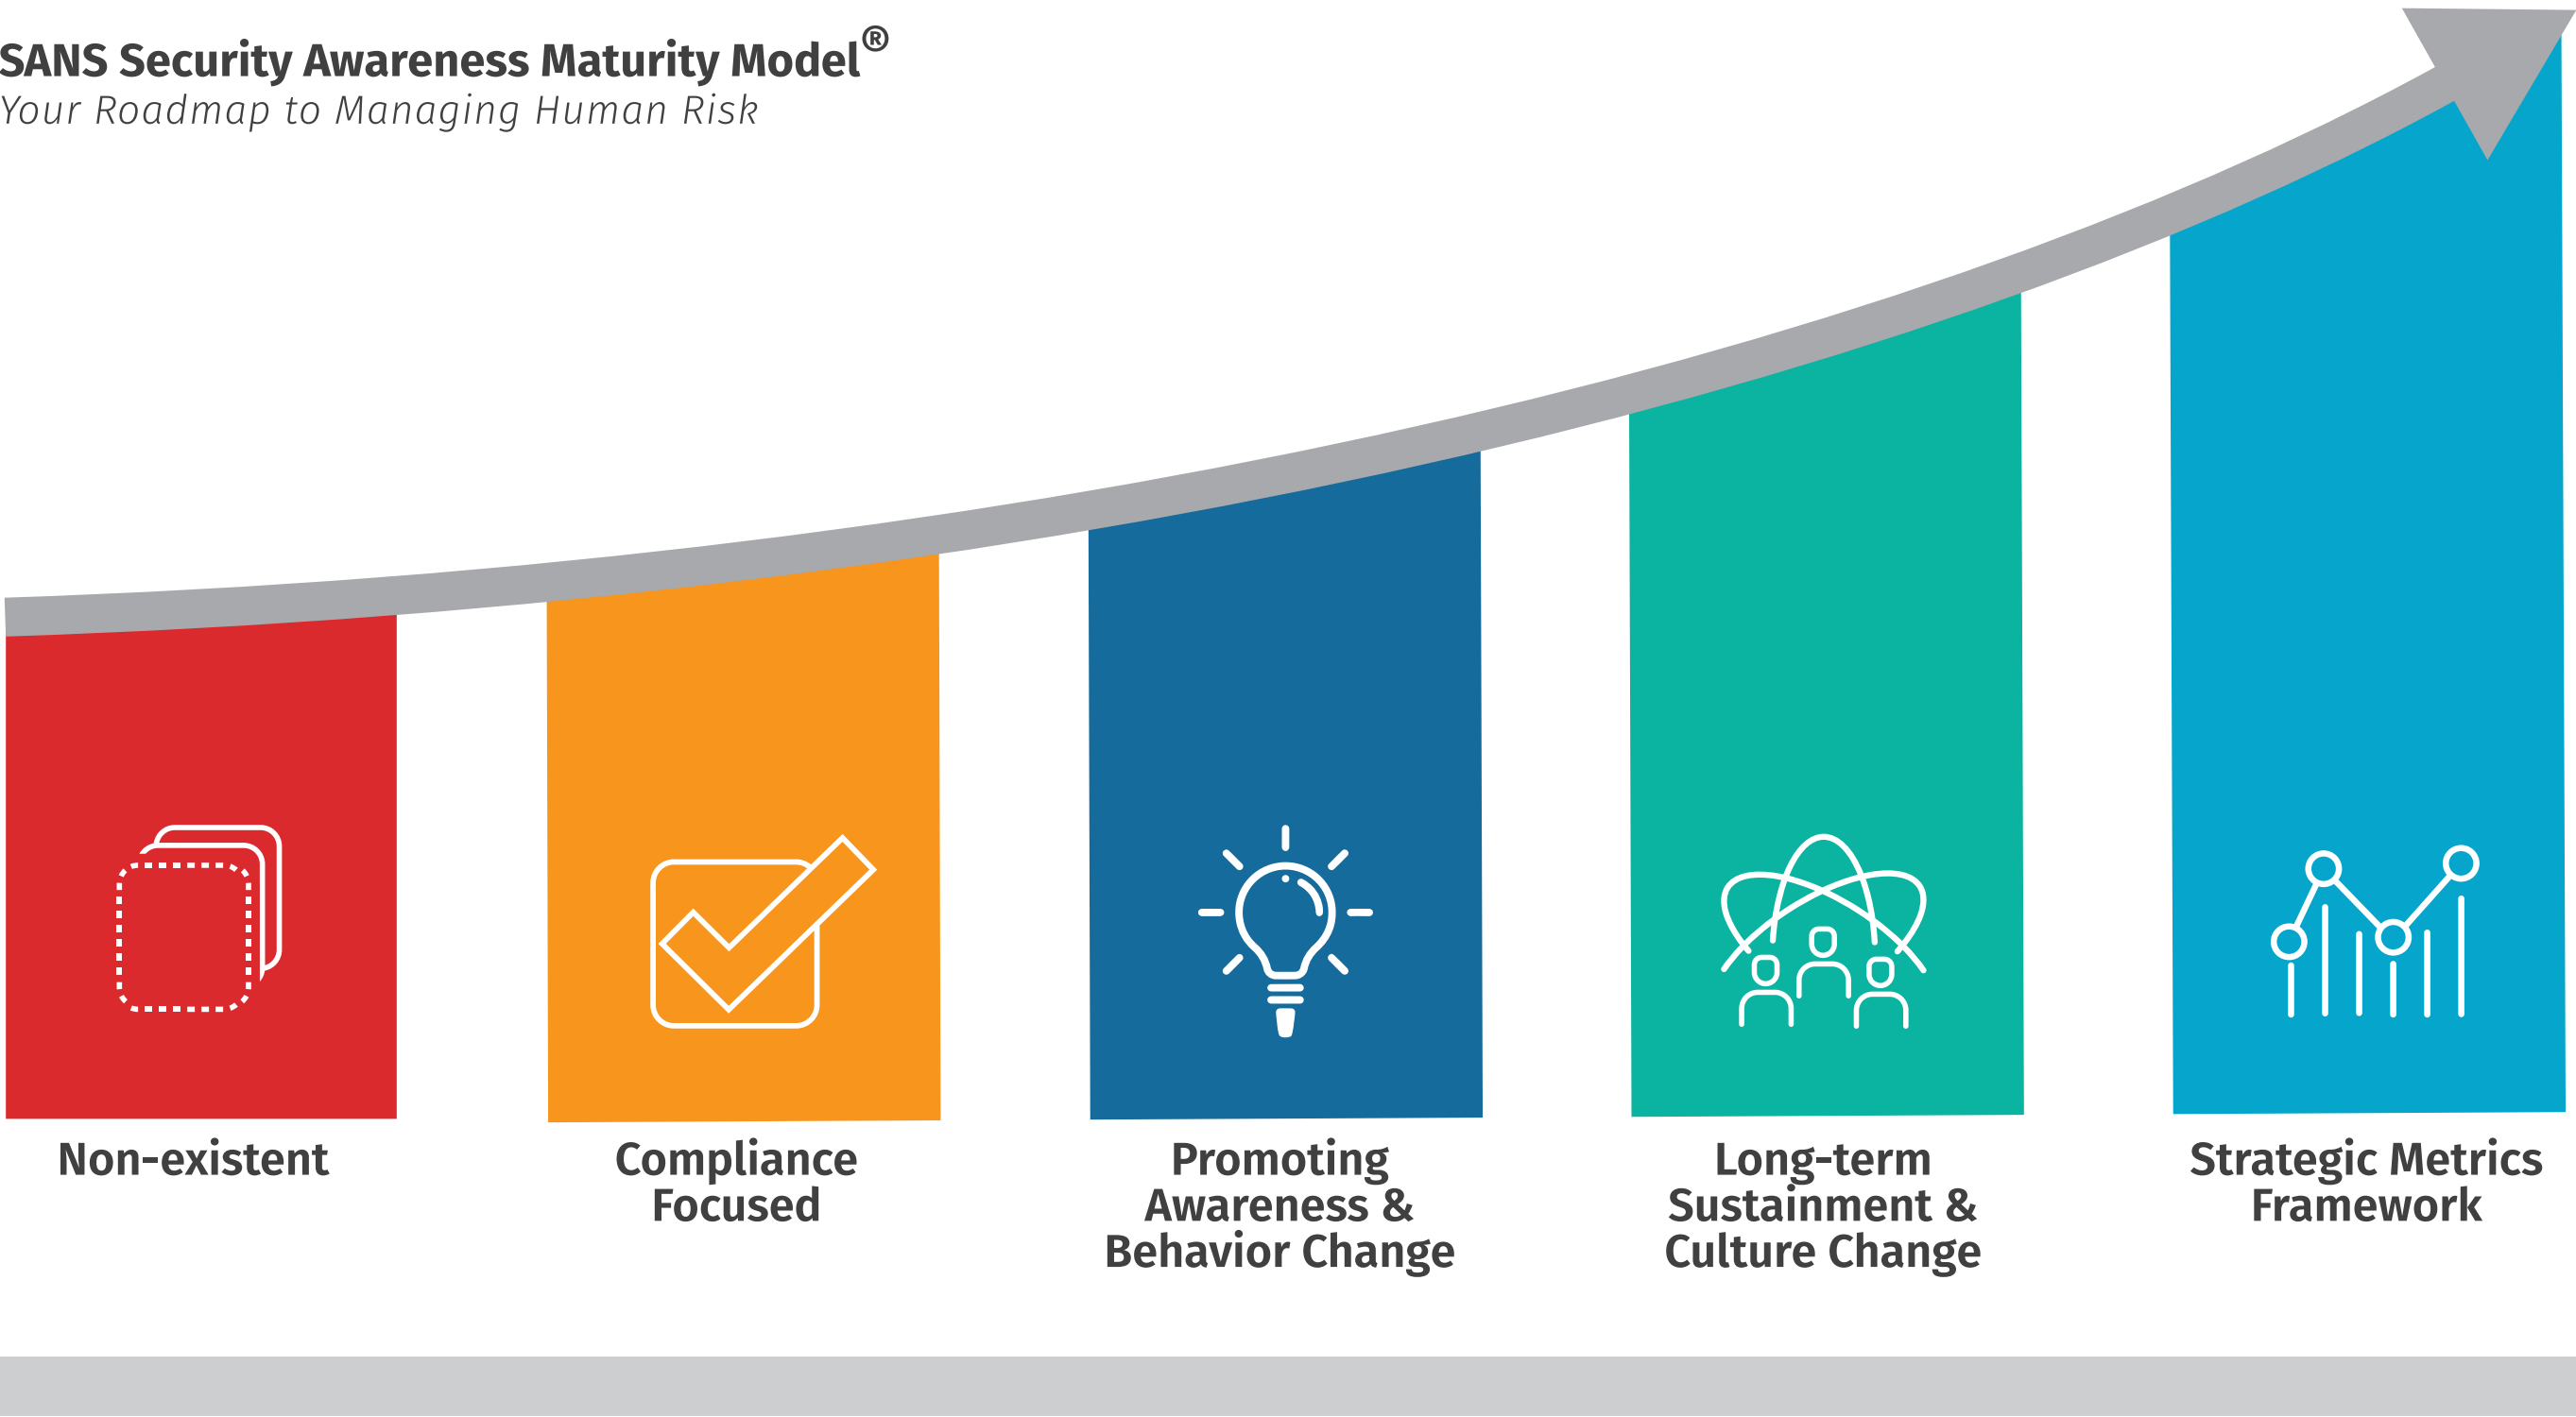 SANS Security Awareness Maturity Model®
Your Roadmap to Managing Human Risk
Non-existent
Compliance
Focused
Promoting
Awareness &
Behavior Change
Long-term
Sustainment &
Culture Change
Strategic Metrics
Framework